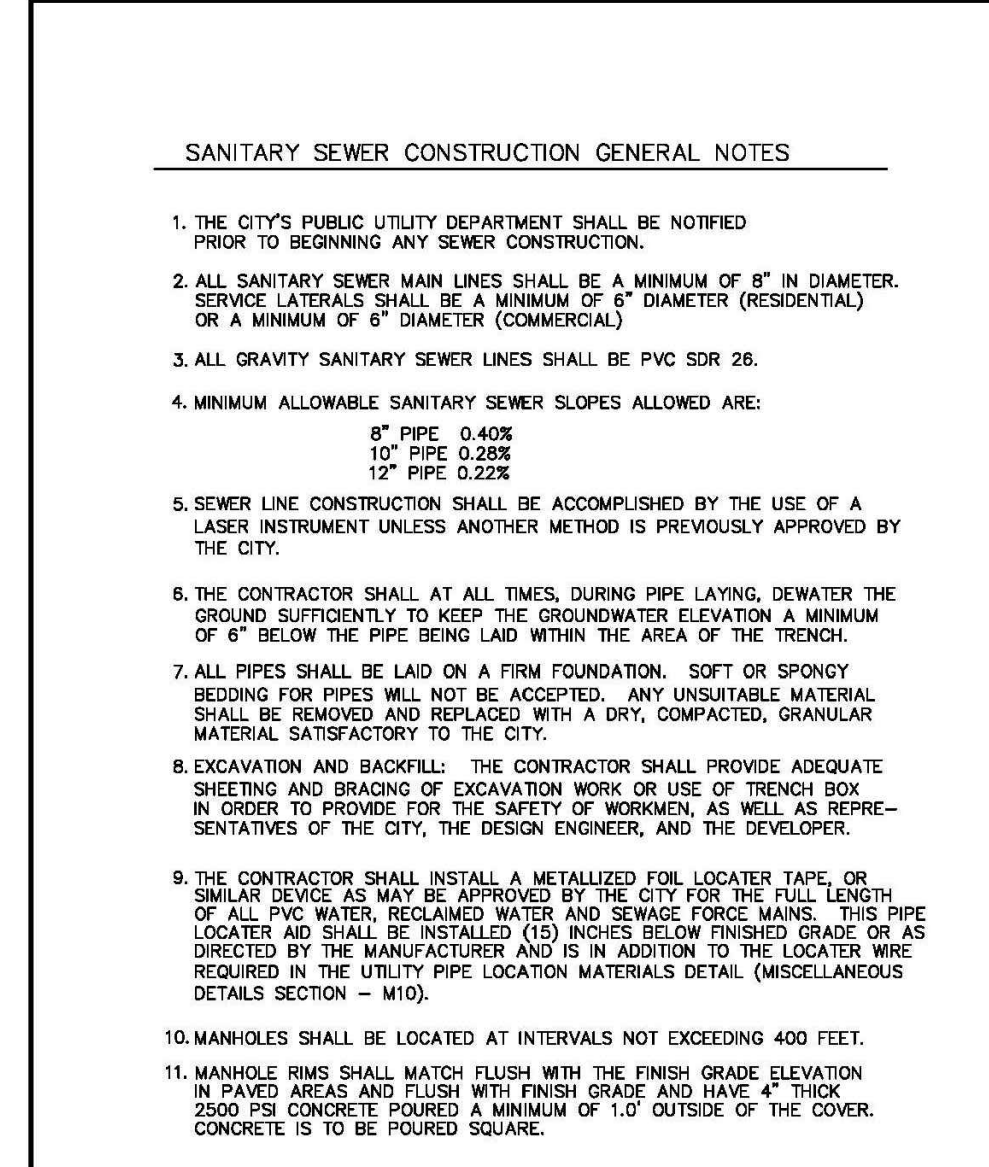 SANITARY SEWER CONSTRUCTION GENERAL NOTES
1. THE CITY'S PUBLIC UTILITY DEPARTMENT SHALL BE NOTIFIED
PRIOR TO BEGINNING ANY SEWER CONSTRUCTION.
2. ALL SANITARY SEWER MAIN LINES SHALL BE A MINIMUM OF 8" IN DIAMETER.
SERVICE LATERALS SHALL BE A MINIMUM OF 6" DIAMETER (RESIDENTIAL)
OR A MINIMUM OF 6" DIAMETER (COMMERCIAL)
3. ALL GRAVITY SANITARY SEWER LINES SHALL BE PVC SDR 26.
4. MINIMUM ALLOWABLE SANITARY SEWER SLOPES ALLOWED ARE:
8" PIPE 0.40%
10" PIPE 0.28%
12" PIPE 0.22%
5. SEWER LINE CONSTRUCTION SHALL BE ACCOMPLISHED BY THE USE OF A
LASER INSTRUMENT UNLESS ANOTHER METHOD IS PREVIOUSLY APPROVED BY
THE CITY.
6. THE CONTRACTOR SHALL AT ALL TIMES, DURING PIPE LAYING, DEWATER THE
GROUND SUFFICIENTLY TO KEEP THE GROUNDWATER ELEVATION A MINIMUM
OF 6" BELOW THE PIPE BEING LAID WITHIN THE AREA OF THE TRENCH.
7. ALL PIPES SHALL BE LAID ON A FIRM FOUNDATION. SOFT OR SPONGY
BEDDING FOR PIPES WILL NOT BE ACCEPTED. ANY UNSUITABLE MATERIAL
SHALL BE REMOVED AND REPLACED WITH A DRY, COMPACTED, GRANULAR
MATERIAL SATISFACTORY TO THE CITY.
8. EXCAVATION AND BACKFILL: THE CONTRACTOR SHALL PROVIDE ADEQUATE
SHEETING AND BRACING OF EXCAVATION WORK OR USE OF TRENCH BOX
IN ORDER TO PROVIDE FOR THE SAFETY OF WORKMEN, AS WELL AS REPRE-
SENTATIVES OF THE CITY, THE DESIGN ENGINEER, AND THE DEVELOPER.
9. THE CONTRACTOR SHALL INSTALL A METALLIZED FOIL LOCATER TAPE, OR
SIMILAR DEVICE AS MAY BE APPROVED BY THE CITY FOR THE FULL LENGTH
OF ALL PVC WATER, RECLAIMED WATER AND SEWAGE FORCE MAINS. THIS PIPE
LOCATER AID SHALL BE INSTALLED (15) INCHES BELOW FINISHED GRADE OR AS
DIRECTED BY THE MANUFACTURER AND IS IN ADDITION TO THE LOCATER WIRE
REQUIRED IN THE UTILITY PIPE LOCATION MATERIALS DETAIL (MISCELLANEOUS
DETAILS SECTION – M10).
10. MANHOLES SHALL BE LOCATED AT INTERVALS NOT EXCEEDING 400 FEET.
11. MANHOLE RIMS SHALL MATCH FLUSH WITH THE FINISH GRADE ELEVATION
IN PAVED AREAS AND FLUSH WITH FINISH GRADE AND HAVE 4" THICK
2500 PSI CONCRETE POURED A MINIMUM OF 1.0' OUTSIDE OF THE COVER.
CONCRETE IS TO BE POURED SQUARE.